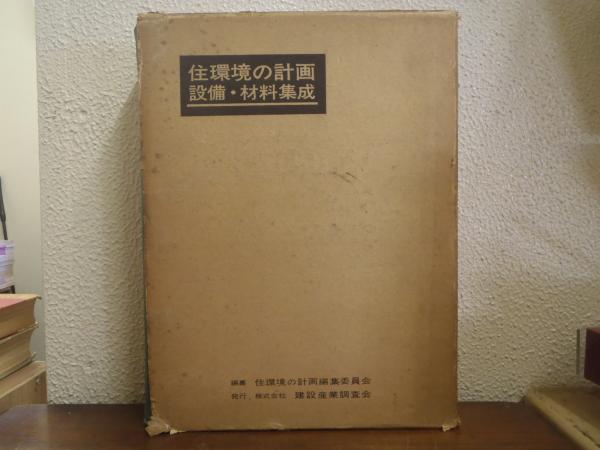 住環境の計画
設備・材料集成
編集 住環境の計画編集委員会
発行 株式会社 建設産業調査会